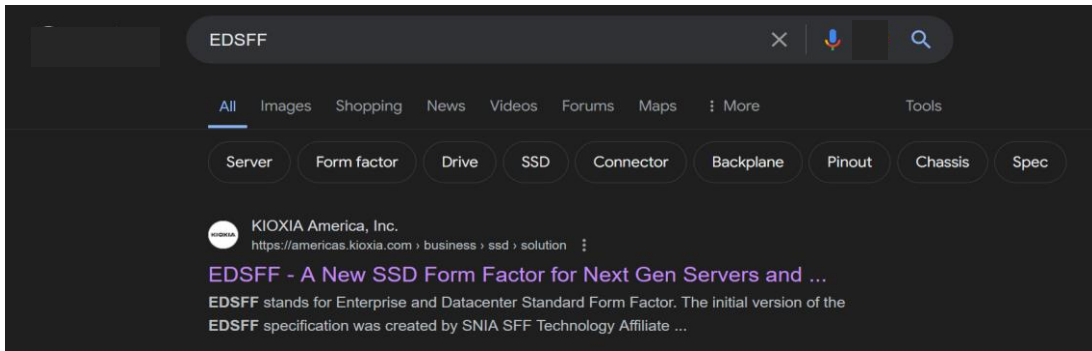 EDSFF
All Images Shopping News Videos Forums Maps More Tools
Server Form factor Drive SSD Connector Backplane Pinout Chassis Spec
KIOXIA KIOXIA America, Inc.
https://americas.kioxia.com › business › ssd › solution
EDSFF - A New SSD Form Factor for Next Gen Servers and ...
EDSFF stands for Enterprise and Datacenter Standard Form Factor. The initial version of the
EDSFF specification was created by SNIA SFF Technology Affiliate ...